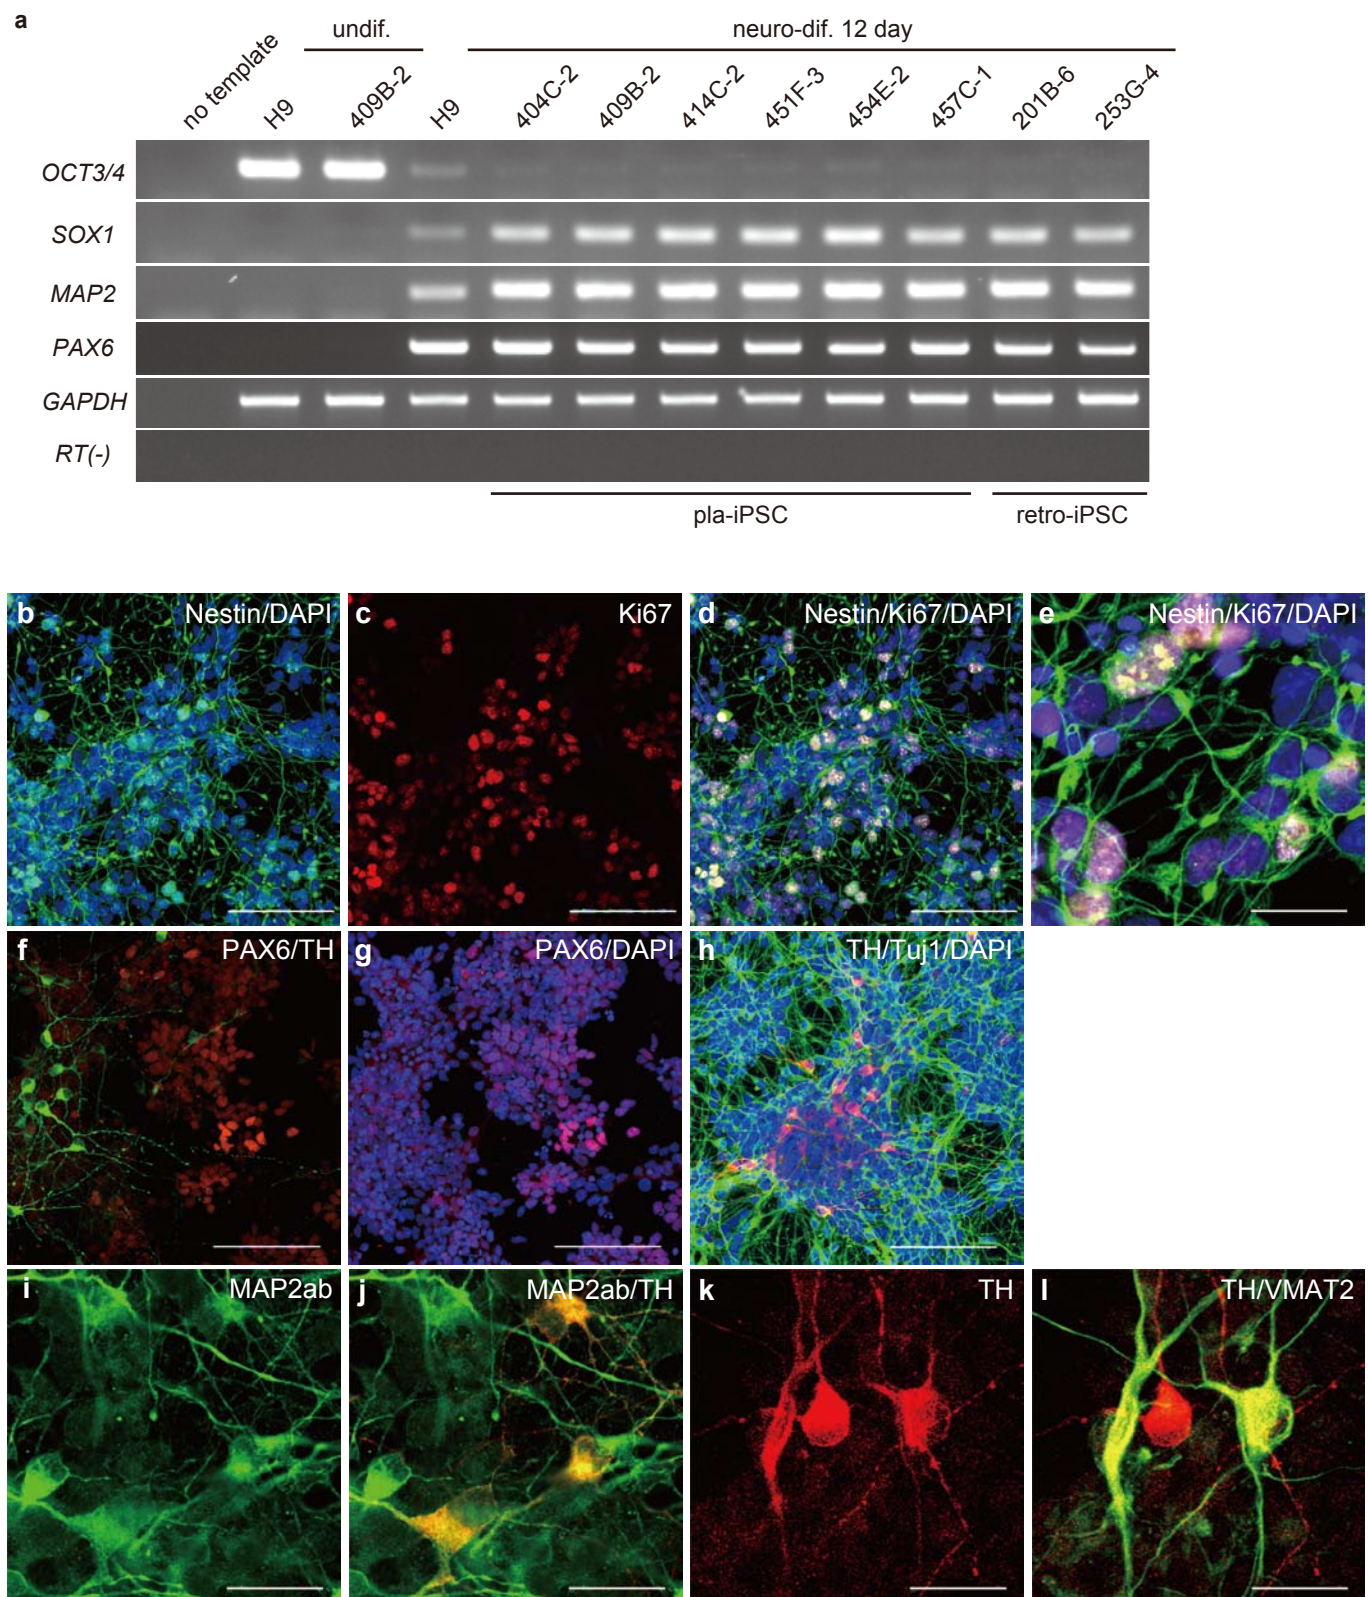 a
undif.
neuro-dif. 12 day
no template
H9
409B-2
H9
404C-2
409B-2
414C-2
451F-3
454E-2
457C-1
201B-6
253G-4
OCT3/4
SOX1
MAP2
PAX6
GAPDH
RT(-)
pla-iPSC
retro-iPSC
b Nestin/DAPI
c Ki67
d Nestin/Ki67/DAPI
e Nestin/Ki67/DAPI
f PAX6/TH
g PAX6/DAPI
h TH/Tuj1/DAPI
i MAP2ab
j MAP2ab/TH
k TH
l TH/VMAT2